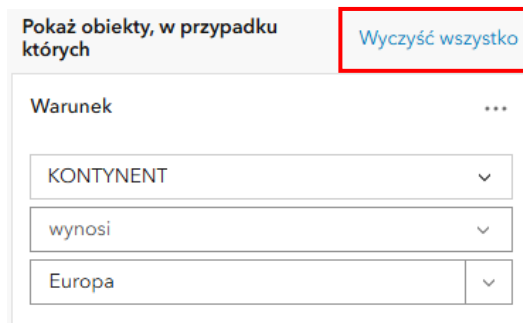 Pokaż obiekty, w przypadku
których
Wyczyść wszystko
Warunek
KONTYNENT
wynosi
Europa